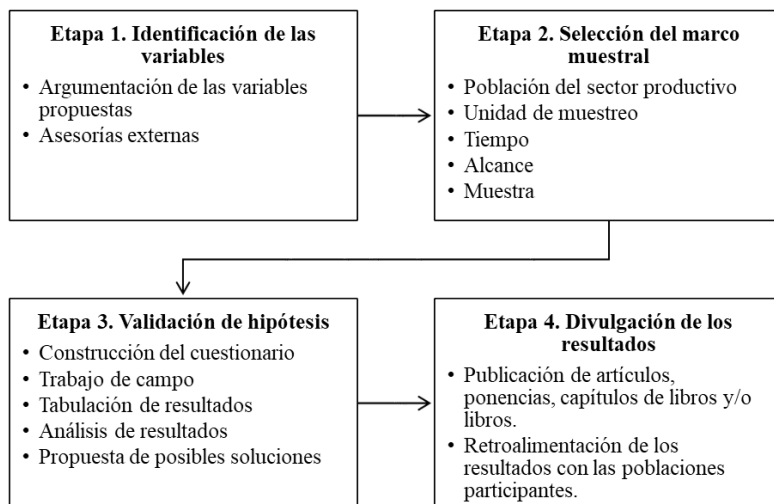 Etapa 1. Identificación de las
variables
• Argumentación de las variables
propuestas
• Asesorías externas
Etapa 2. Selección del marco
muestral
• Población del sector productivo
• Unidad de muestreo
• Tiempo
• Alcance
• Muestra
Etapa 3. Validación de hipótesis
• Construcción del cuestionario
• Trabajo de campo
• Tabulación de resultados
• Análisis de resultados
• Propuesta de posibles soluciones
Etapa 4. Divulgación de los
resultados
• Publicación de artículos,
ponencias, capítulos de libros y/o
libros.
• Retroalimentación de los
resultados con las poblaciones
participantes.